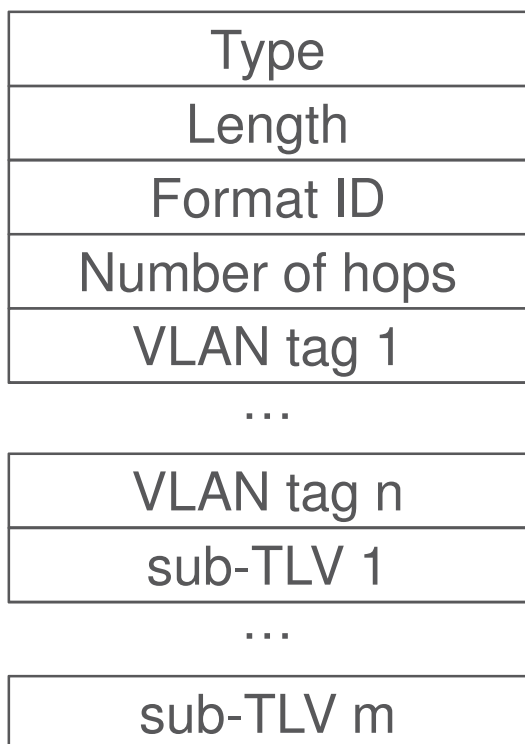 Type
Length
Format ID
Number of hops
VLAN tag 1
...
VLAN tag n
sub-TLV 1
...
sub-TLV m